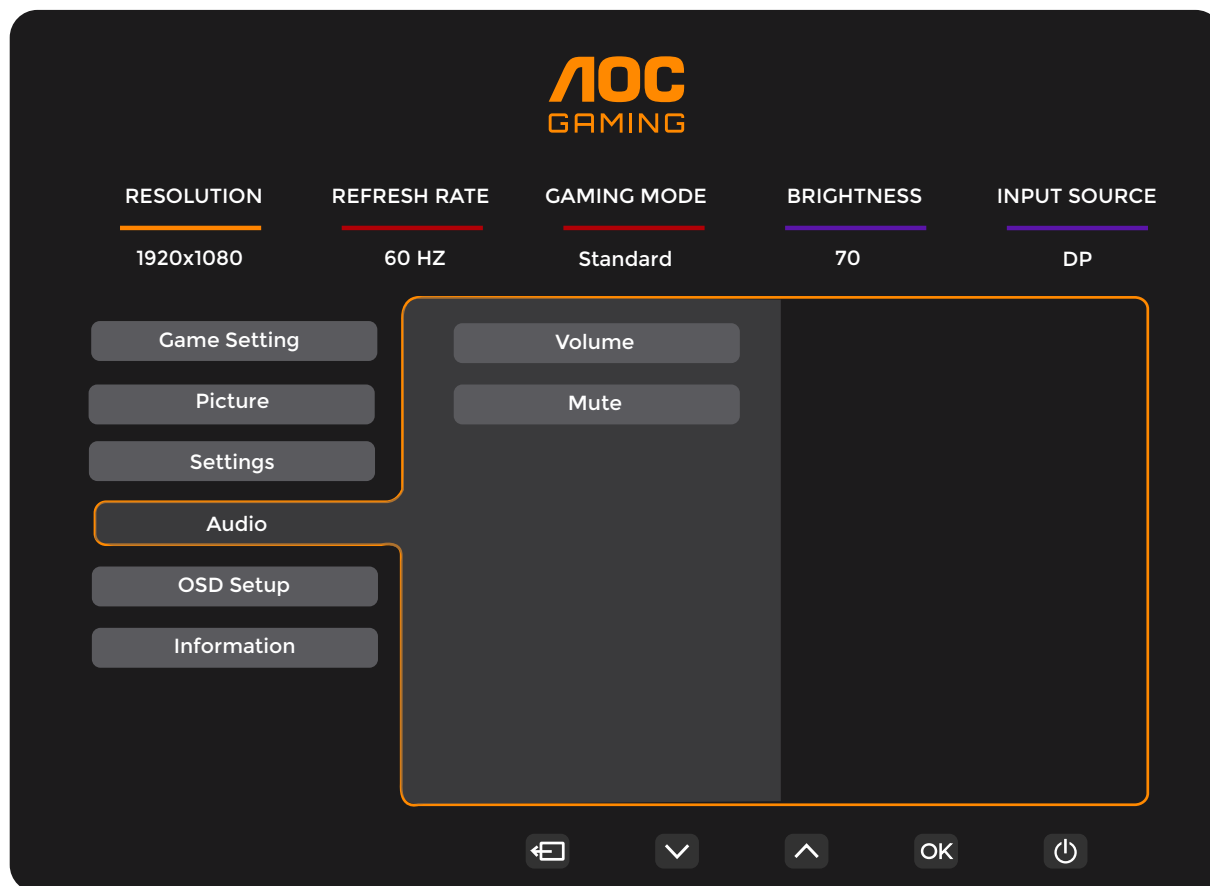 AOC
GAMING
RESOLUTION REFRESH RATE GAMING MODE BRIGHTNESS INPUT SOURCE
1920x1080 60 HZ Standard 70 DP
Game Setting Volume
Picture Mute
Settings
Audio
OSD Setup
Information
OK